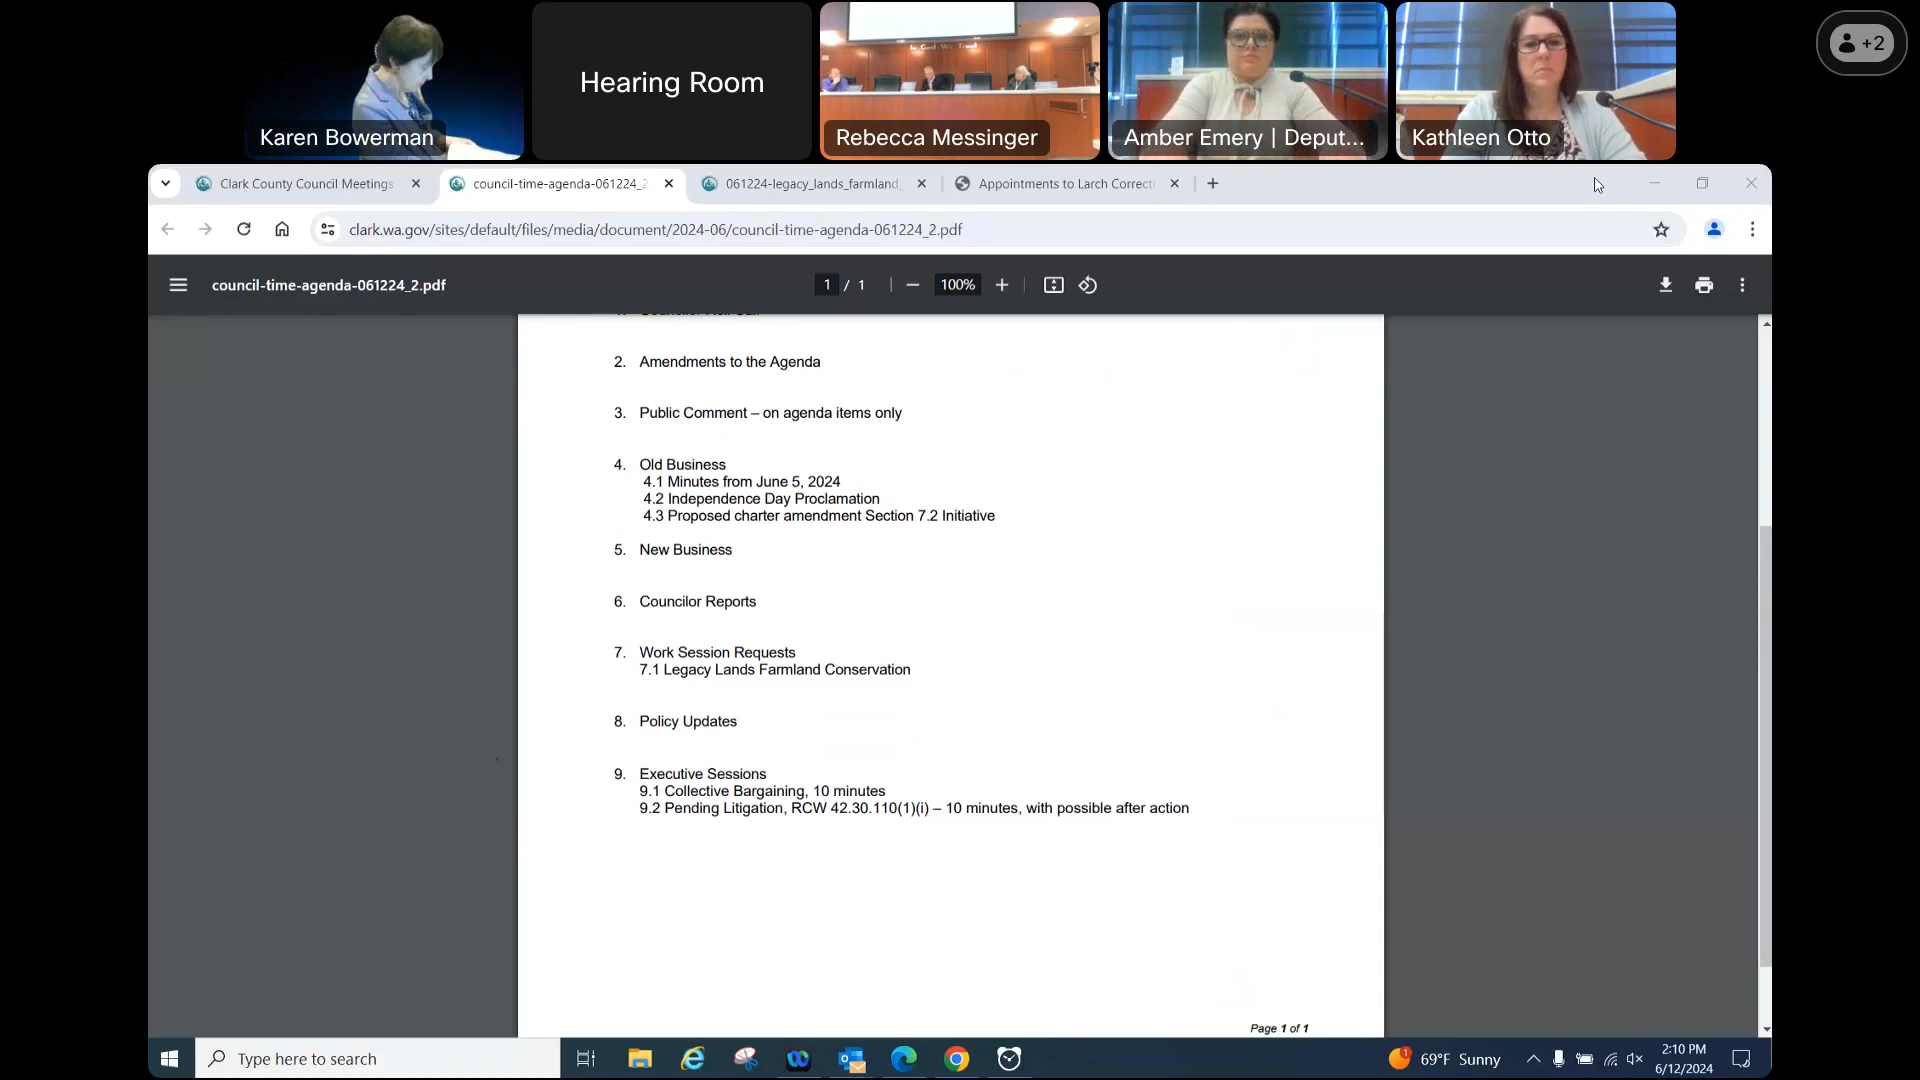 Karen Bowerman
Hearing Room
In God We Trust
Rebecca Messinger
Amber Emery | Deput...
Kathleen Otto
+2
Clark County Council Meetings
council-time-agenda-061224_2
061224-legacy_lands_farmland_
Appointments to Larch Correcti
clark.wa.gov/sites/default/files/media/document/2024-06/council-time-agenda-061224_2.pdf
council-time-agenda-061224_2.pdf
1 / 1
100%
2. Amendments to the Agenda
3. Public Comment – on agenda items only
4. Old Business
4.1 Minutes from June 5, 2024
4.2 Independence Day Proclamation
4.3 Proposed charter amendment Section 7.2 Initiative
5. New Business
6. Councilor Reports
7. Work Session Requests
7.1 Legacy Lands Farmland Conservation
8. Policy Updates
9. Executive Sessions
9.1 Collective Bargaining, 10 minutes
9.2 Pending Litigation, RCW 42.30.110(1)(i) – 10 minutes, with possible after action
Page 1 of 1
Type here to search
1
69°F Sunny
2:10 PM
6/12/2024